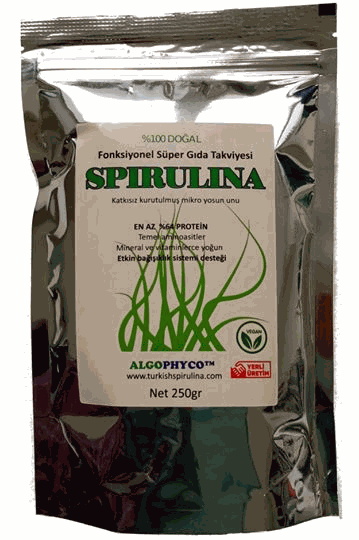 %100 DOĞAL
Fonksiyonel Süper Gıda Takviyesi
SPIRULINA
Katkısız kurutulmuş mikro yosun unu
EN AZ %64 PROTEİN
Temel aminoasitler
Mineral ve vitaminlerce yoğun
Etkin bağışıklık sistemi desteği
VEGAN
ALGOPHYCO™
YERLİ
ÜRETİM
www.turkishspirulina.com
Net 250gr